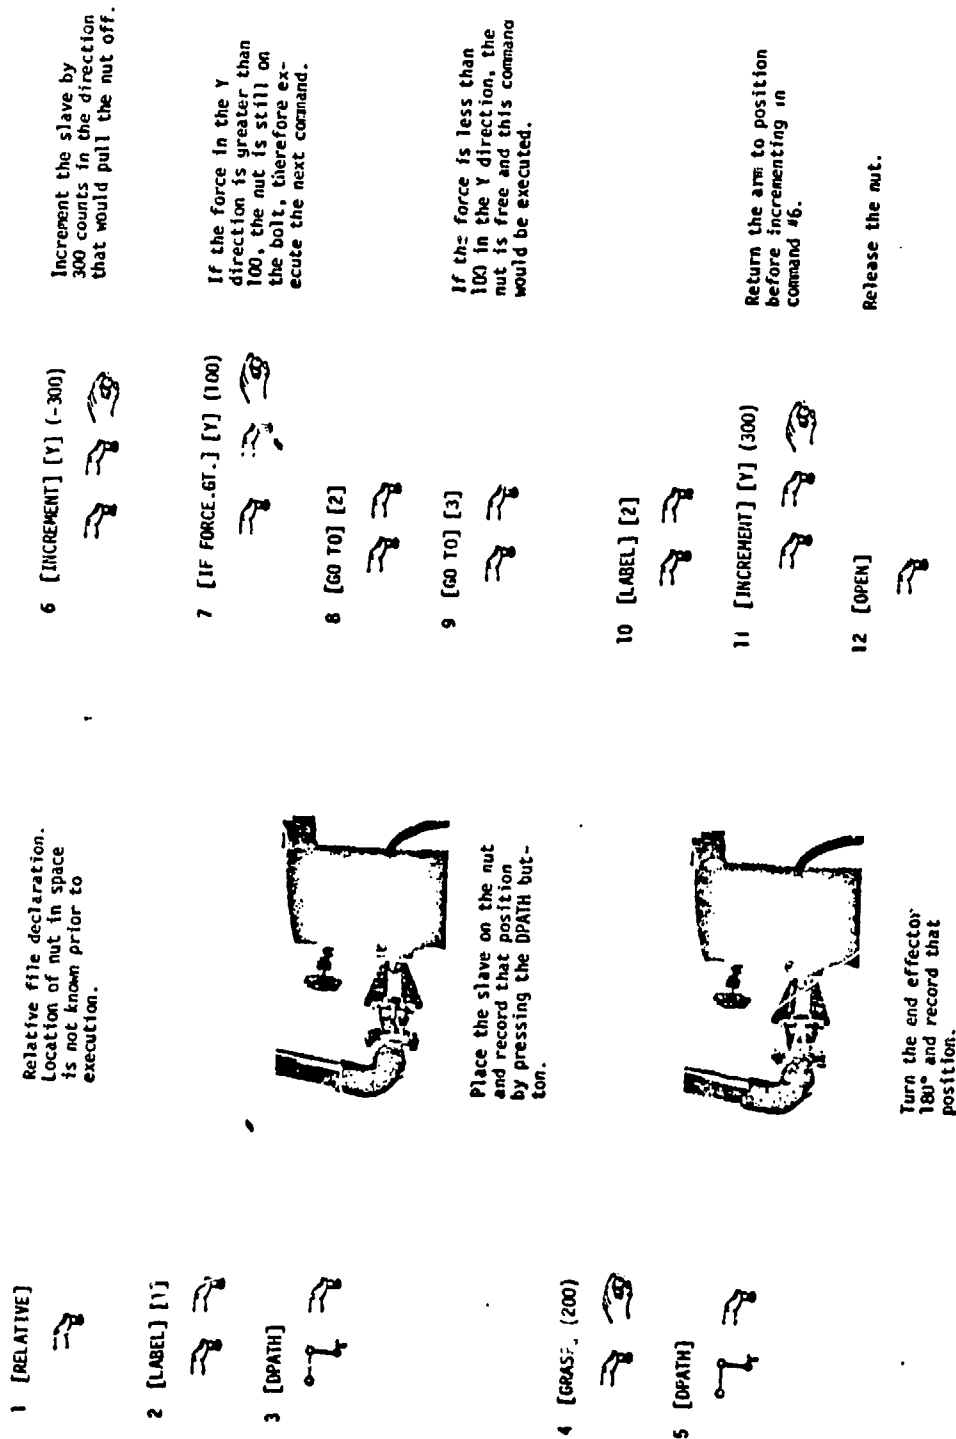 1 [RELATIVE]
Relative file declaration.
Location of nut in space
is not known prior to
execution.
2 [LABEL] [1]
3 [DPATH]
Place the slave on the nut
and record that position
by pressing the DPATH but-
ton.
4 (200)
5 [DPATH]
Turn the end effector
180° and record that
position.
6 [INCREMENT] [Y] (-300)
Increment the slave by
300 counts in the direction
that would pull the nut off.
7 [IF FORCE.GT.] [Y] (100)
If the force in the Y
direction is greater than
100, the nut is still on
the bolt, therefore ex-
ecute the next command.
8 [GO TO] [2]
9 [GO TO] [3]
If the force is less than
100 in the Y direction, the
nut is free and this command
would be executed.
10 [LABEL] [2]
11 [INCREMENT] [Y] (300)
Return the arm to position
before incrementing in
command #6.
12 [OPEN]
Release the nut.